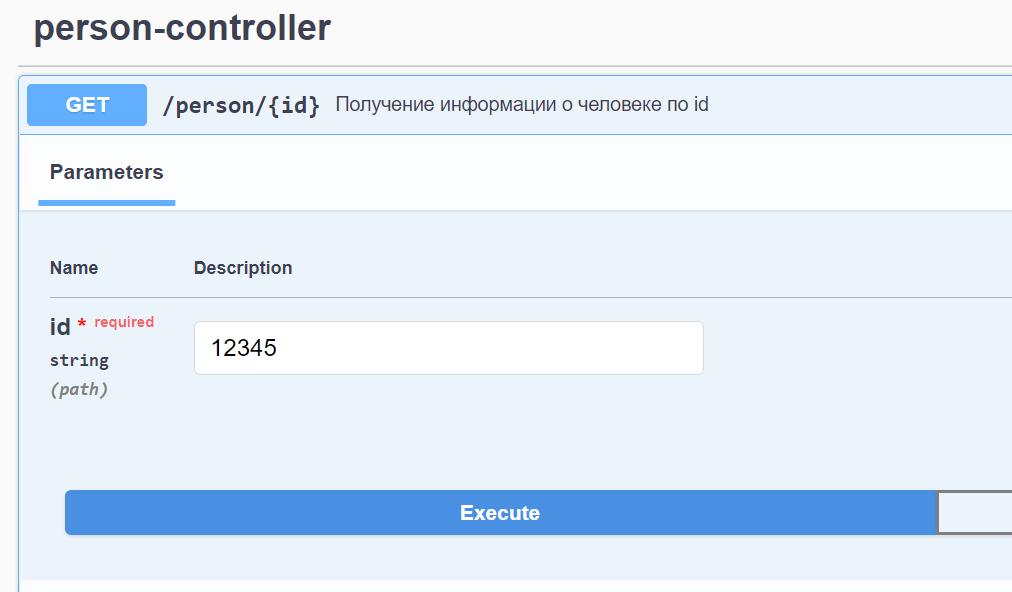 person-controller
GET /person/{id} Получение информации о человеке по id
Parameters
Name Description
id * required
12345
string
(path)
Execute